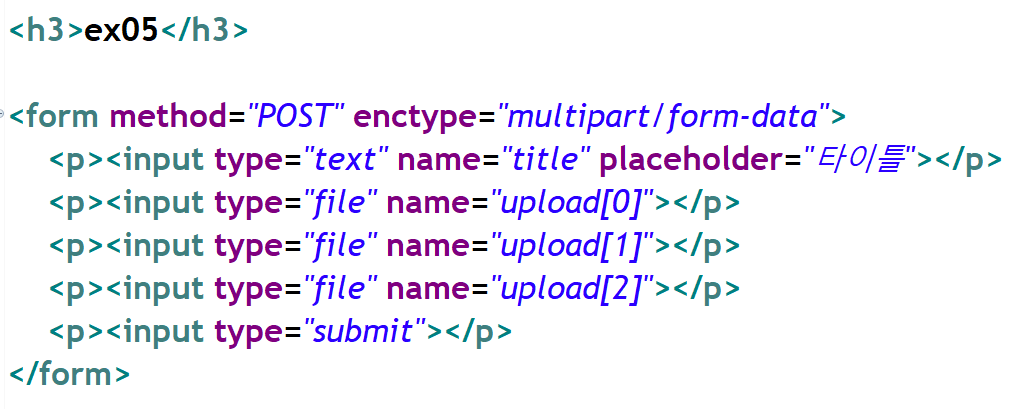 <h3>ex05</h3>
<form method="POST" enctype="multipart/form-data">
<p><input type="text" name="title" placeholder="타이틀"></p>
<p><input type="file" name="upload[0]"></p>
<p><input type="file" name="upload[1]"></p>
<p><input type="file" name="upload[2]"></p>
<p><input type="submit"></p>
</form>